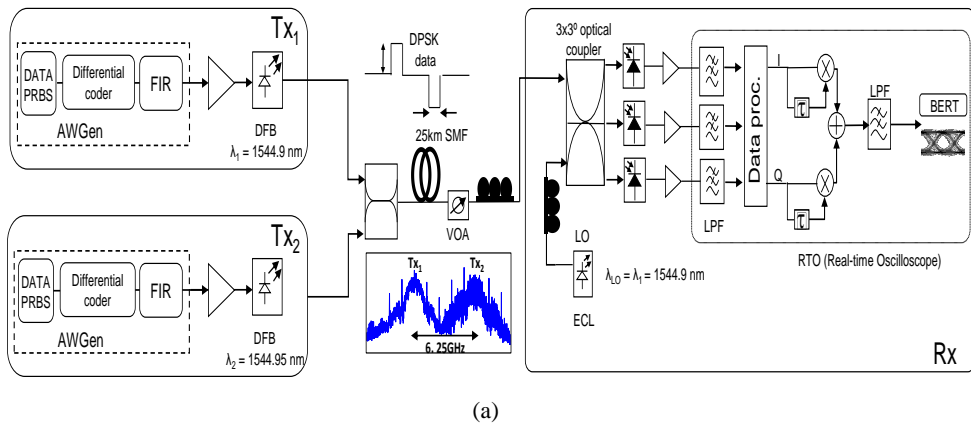 Tx1
DATA
PRBS
Differential
coder
FIR
AWGen
DFB
λ1 = 1544.9 nm
Tx2
DATA
PRBS
Differential
coder
FIR
AWGen
DFB
λ2 = 1544.95 nm
DPSK
data
25km SMF
VOA
Tx1
Tx2
6. 25GHz
3x3º optical
coupler
LO
λLO = λ1 = 1544.9 nm
ECL
LPF
Data proc.
I
Q
τ
τ
LPF
BERT
RTO (Real-time Oscilloscope)
Rx
(a)